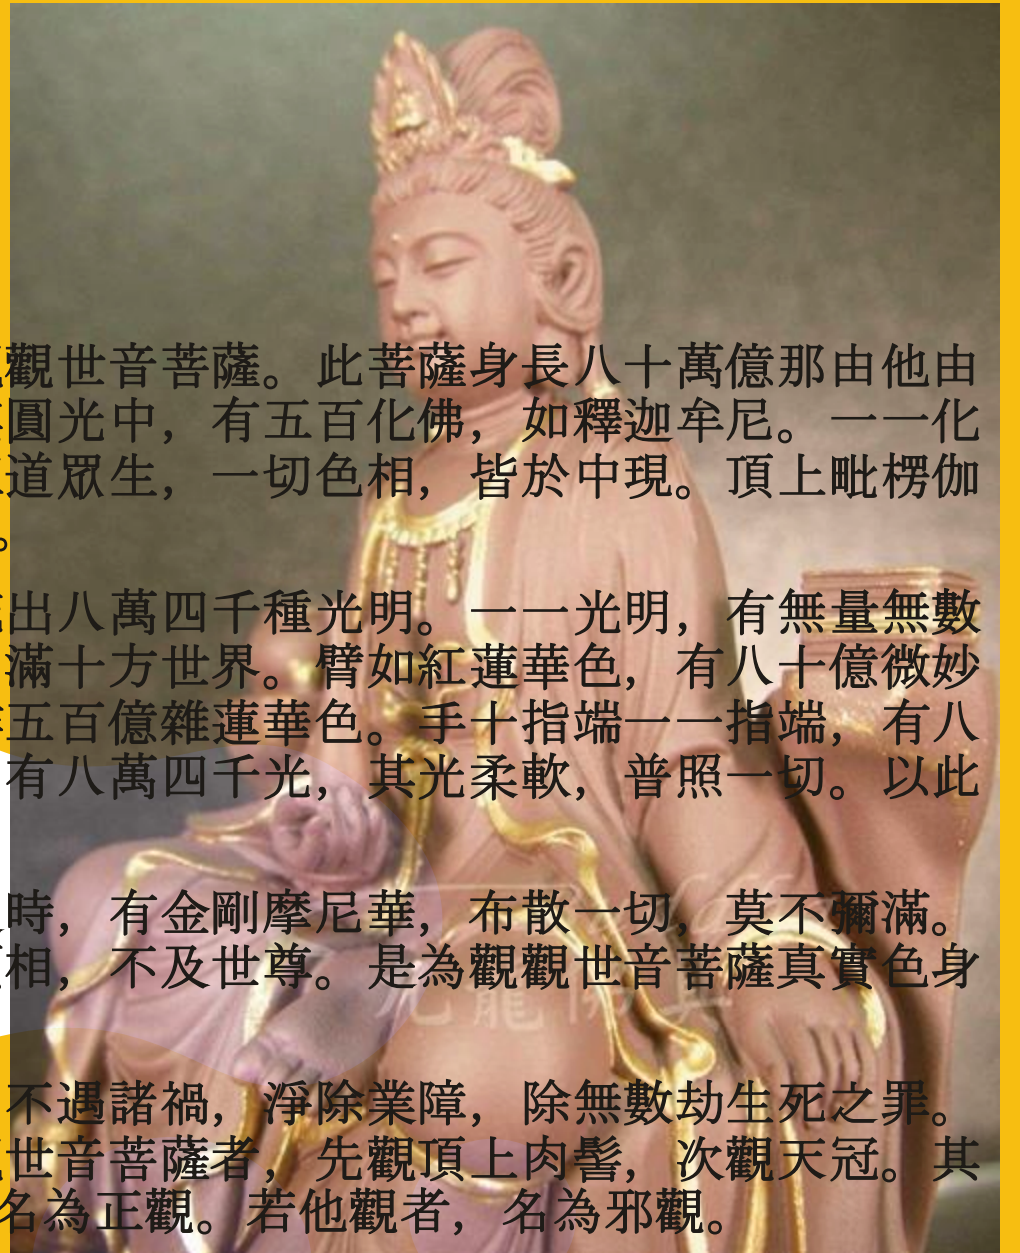 觀世音菩薩。此菩薩身長八十萬億那由他由
圓光中，有五百化佛，如釋迦牟尼。一一化
道眾生，一切色相，皆於中現。頂上毗楞伽
。
出八萬四千種光明。一一光明，有無量無數
滿十方世界。臂如紅蓮華色，有八十億微妙
五百億雜蓮華色。手十指端一一指端，有八
有八萬四千光，其光柔軟，普照一切。以此
時，有金剛摩尼華，布散一切，莫不彌滿。
相，不及世尊。是為觀觀世音菩薩真實色身
九龍佛具
不遇諸禍，淨除業障，除無數劫生死之罪。
世音菩薩者，先觀頂上肉髻，次觀天冠。其
名為正觀。若他觀者，名為邪觀。